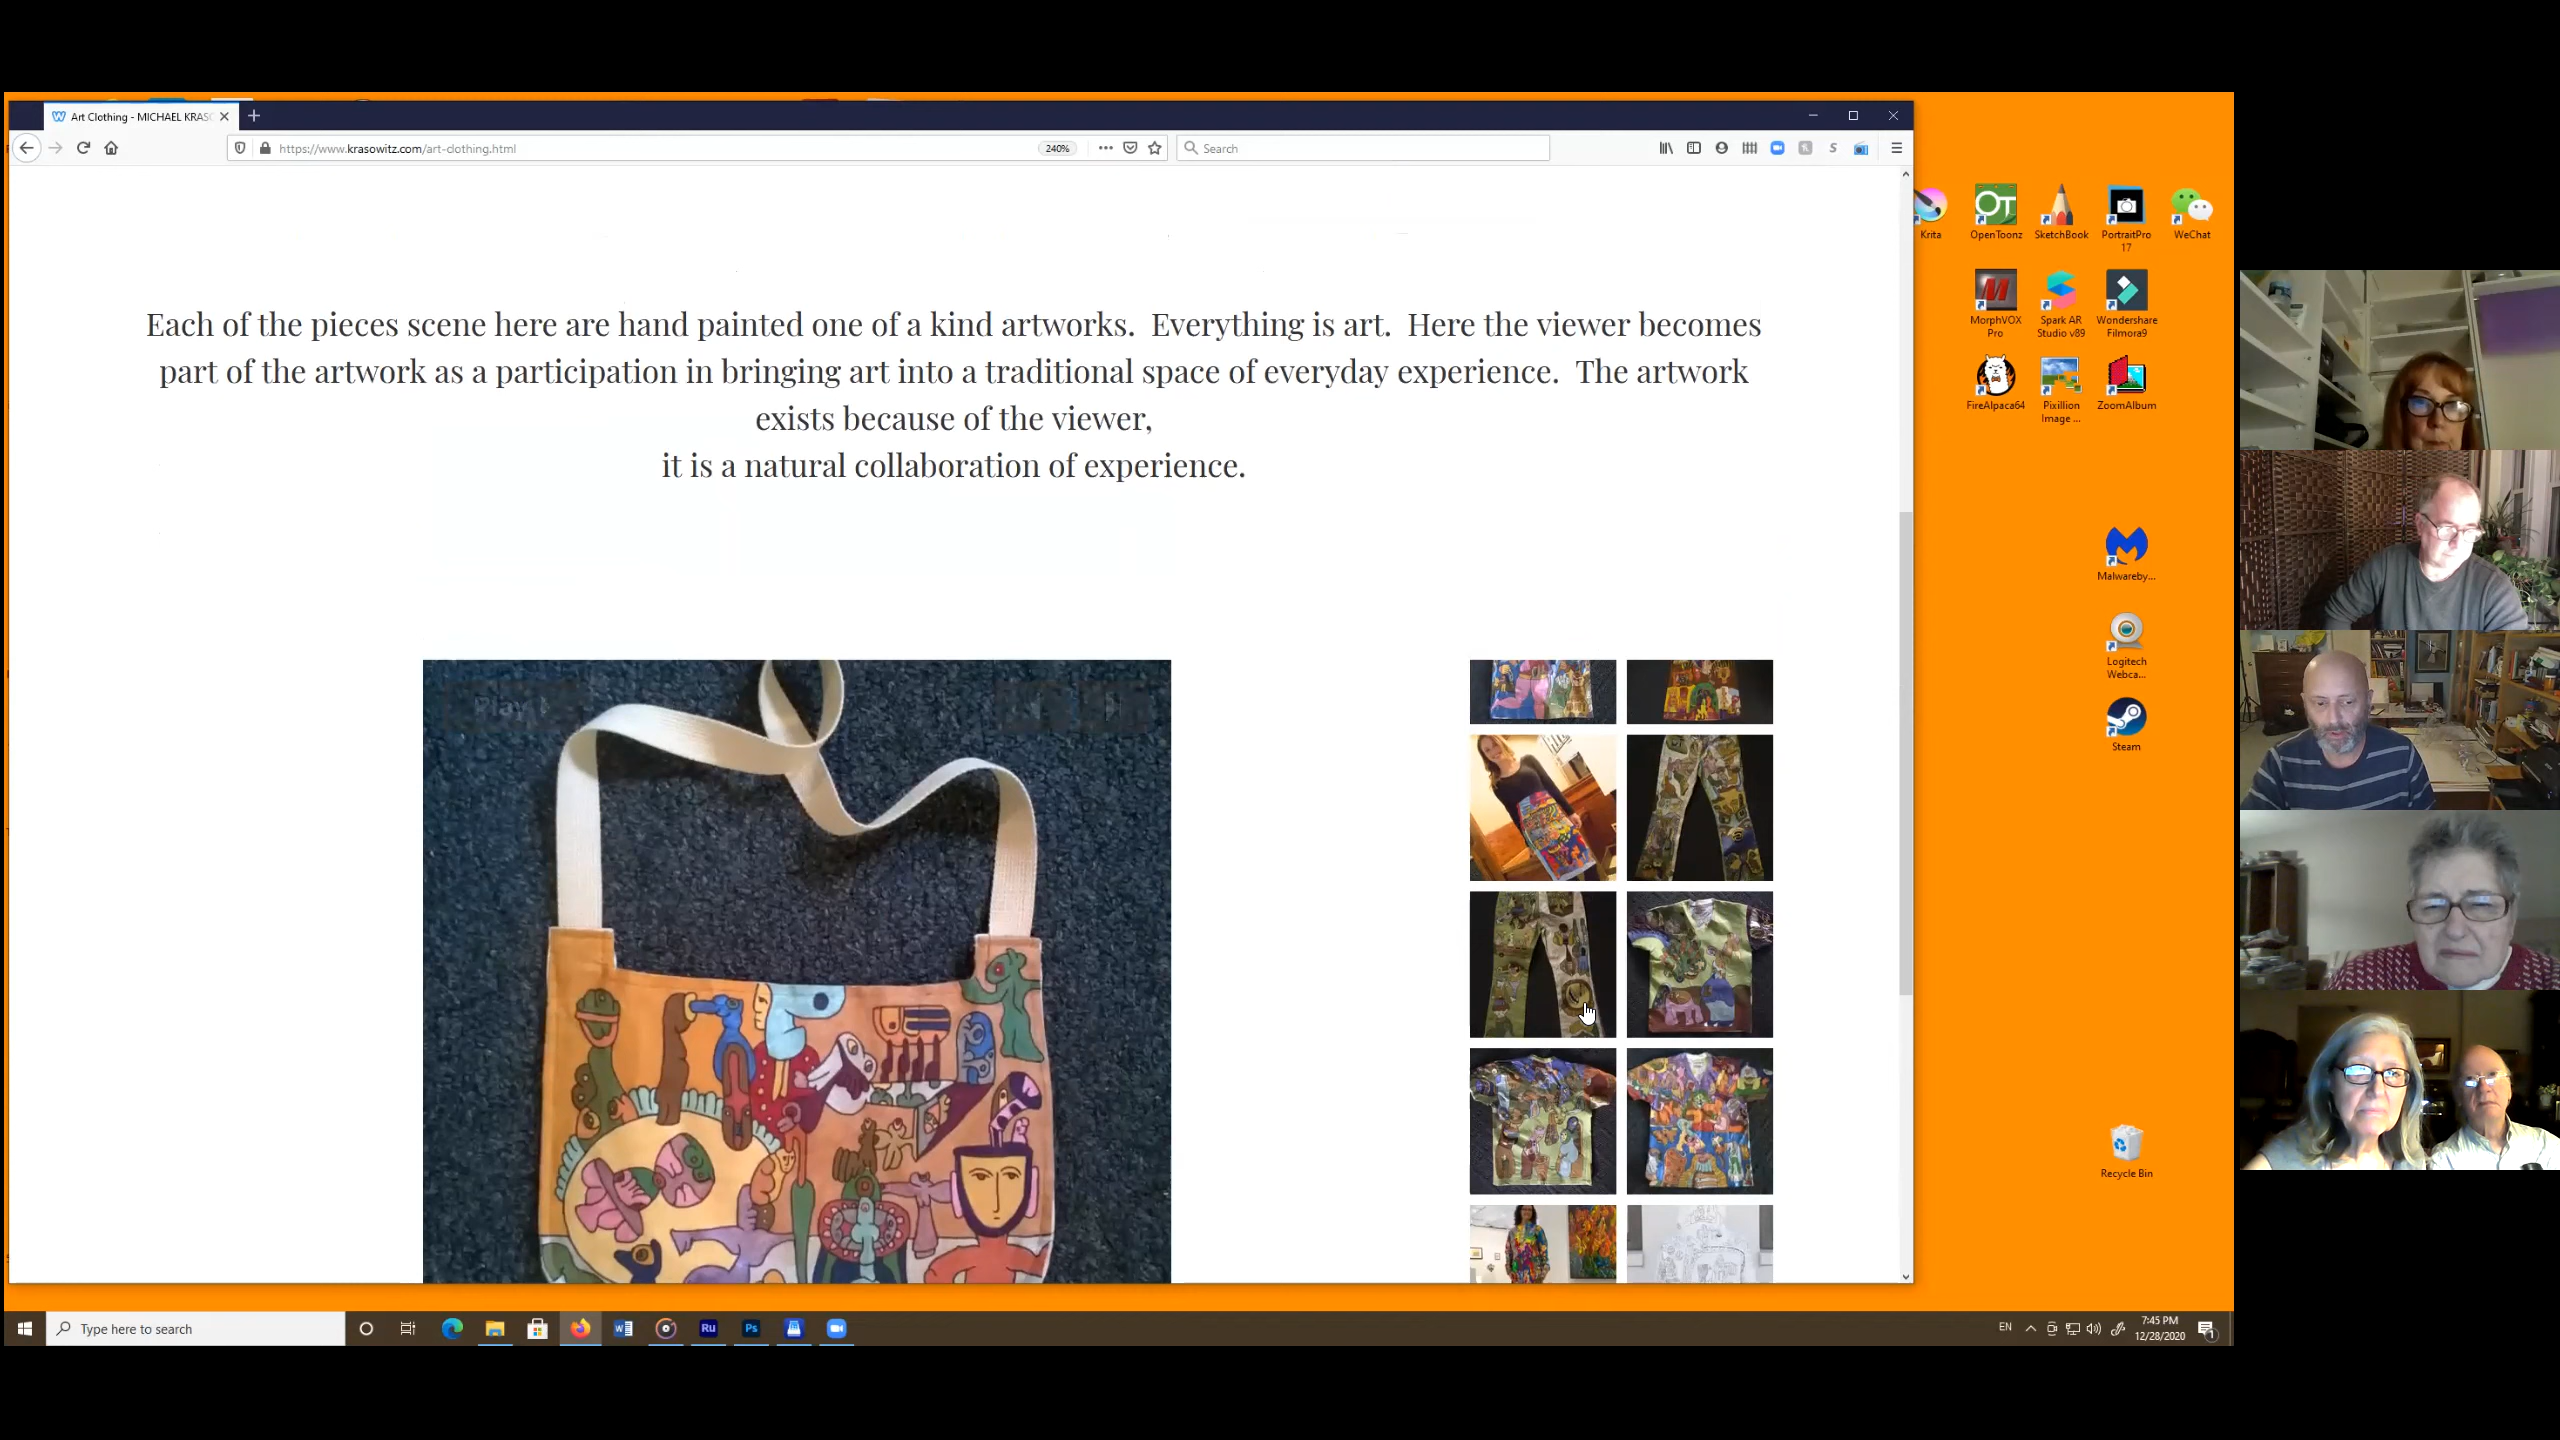 Art Clothing - MICHAEL KRAS
https://www.krasowitz.com/art-clothing.html
240%
Search
Each of the pieces scene here are hand painted one of a kind artworks.  Everything is art.  Here the viewer becomes
part of the artwork as a participation in bringing art into a traditional space of everyday experience.  The artwork
exists because of the viewer,
it is a natural collaboration of experience.
Play
Krita
OpenToonz
SketchBook
PortraitPro
17
WeChat
OT
MorphVOX
Pro
Spark AR
Studio v89
Wondershare
Filmora9
FireAlpaca64
Pixillion
Image ...
ZoomAlbum
Malwareby...
Logitech
Webca...
Steam
Recycle Bin
Type here to search
Ru
Ps
EN
7:45 PM
12/28/2020
1